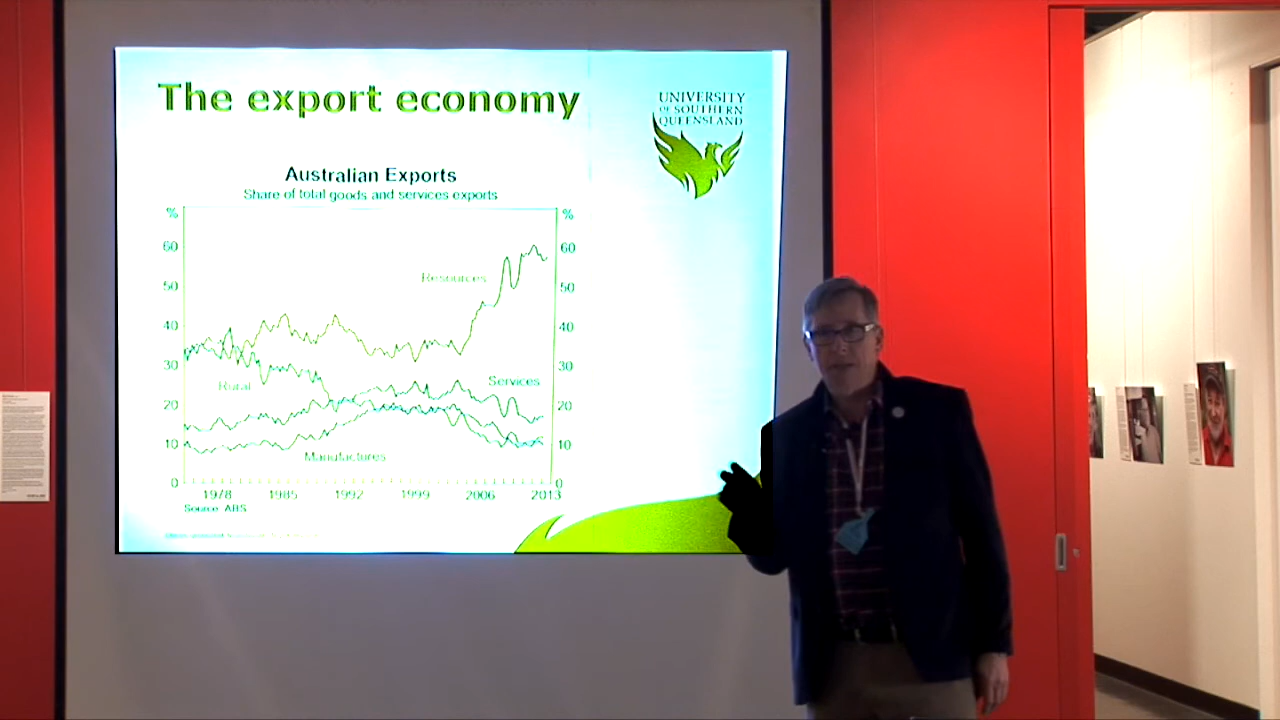 The export economy
UNIVERSITY
OF SOUTHERN
QUEENSLAND
Australian Exports
Share of total goods and services exports
% %
60 60
Resources
50 50
40 40
30 30
Rural Services
20 20
10 10
Manufactures
0 0
1978 1985 1992 1999 2006 2013
Source: ABS